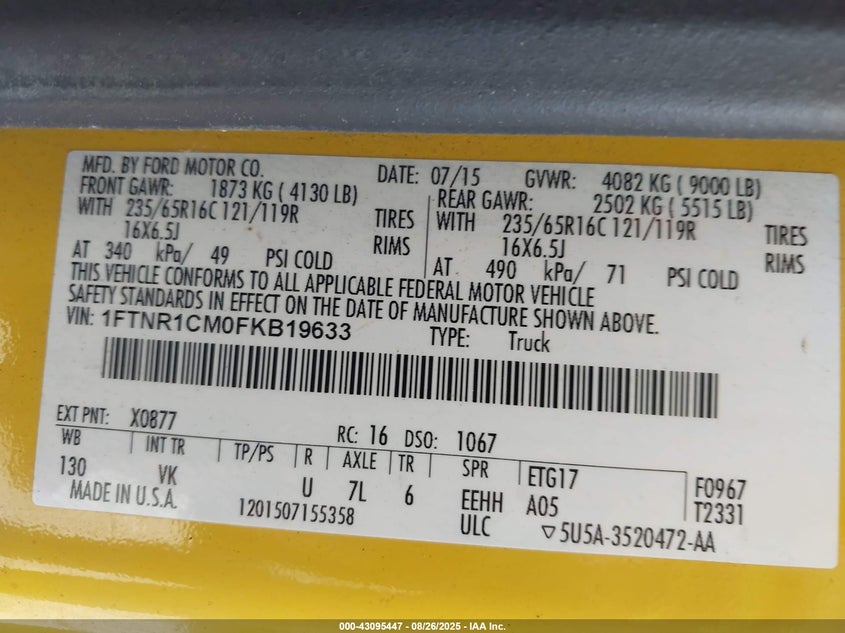 MFD. BY FORD MOTOR CO. DATE: 07/15 GVWR: 4082 KG ( 9000 LB)
FRONT GAWR: 1873 KG ( 4130 LB) REAR GAWR: 2502 KG ( 5515 LB)
WITH 235/65R16C 121/119R TIRES WITH 235/65R16C 121/119R TIRES
16X6.5J RIMS 16X6.5J RIMS
AT 340 kPa/ 49 PSI COLD AT 490 kPa/ 71 PSI COLD
THIS VEHICLE CONFORMS TO ALL APPLICABLE FEDERAL MOTOR VEHICLE
SAFETY STANDARDS IN EFFECT ON THE DATE OF MANUFACTURE SHOWN ABOVE.
VIN: 1FTNR1CM0FKB19633 TYPE: Truck
EXT PNT: X0877 RC: 16 DSO: 1067
WB INT TR TP/PS R AXLE TR SPR ETG17 F0967
130 VK U 7L 6 EEHH A05 T2331
MADE IN U.S.A. 1201507155358 ULC ▽5U5A-3520472-AA
000-43095447 - 08/26/2025 - IAA Inc.